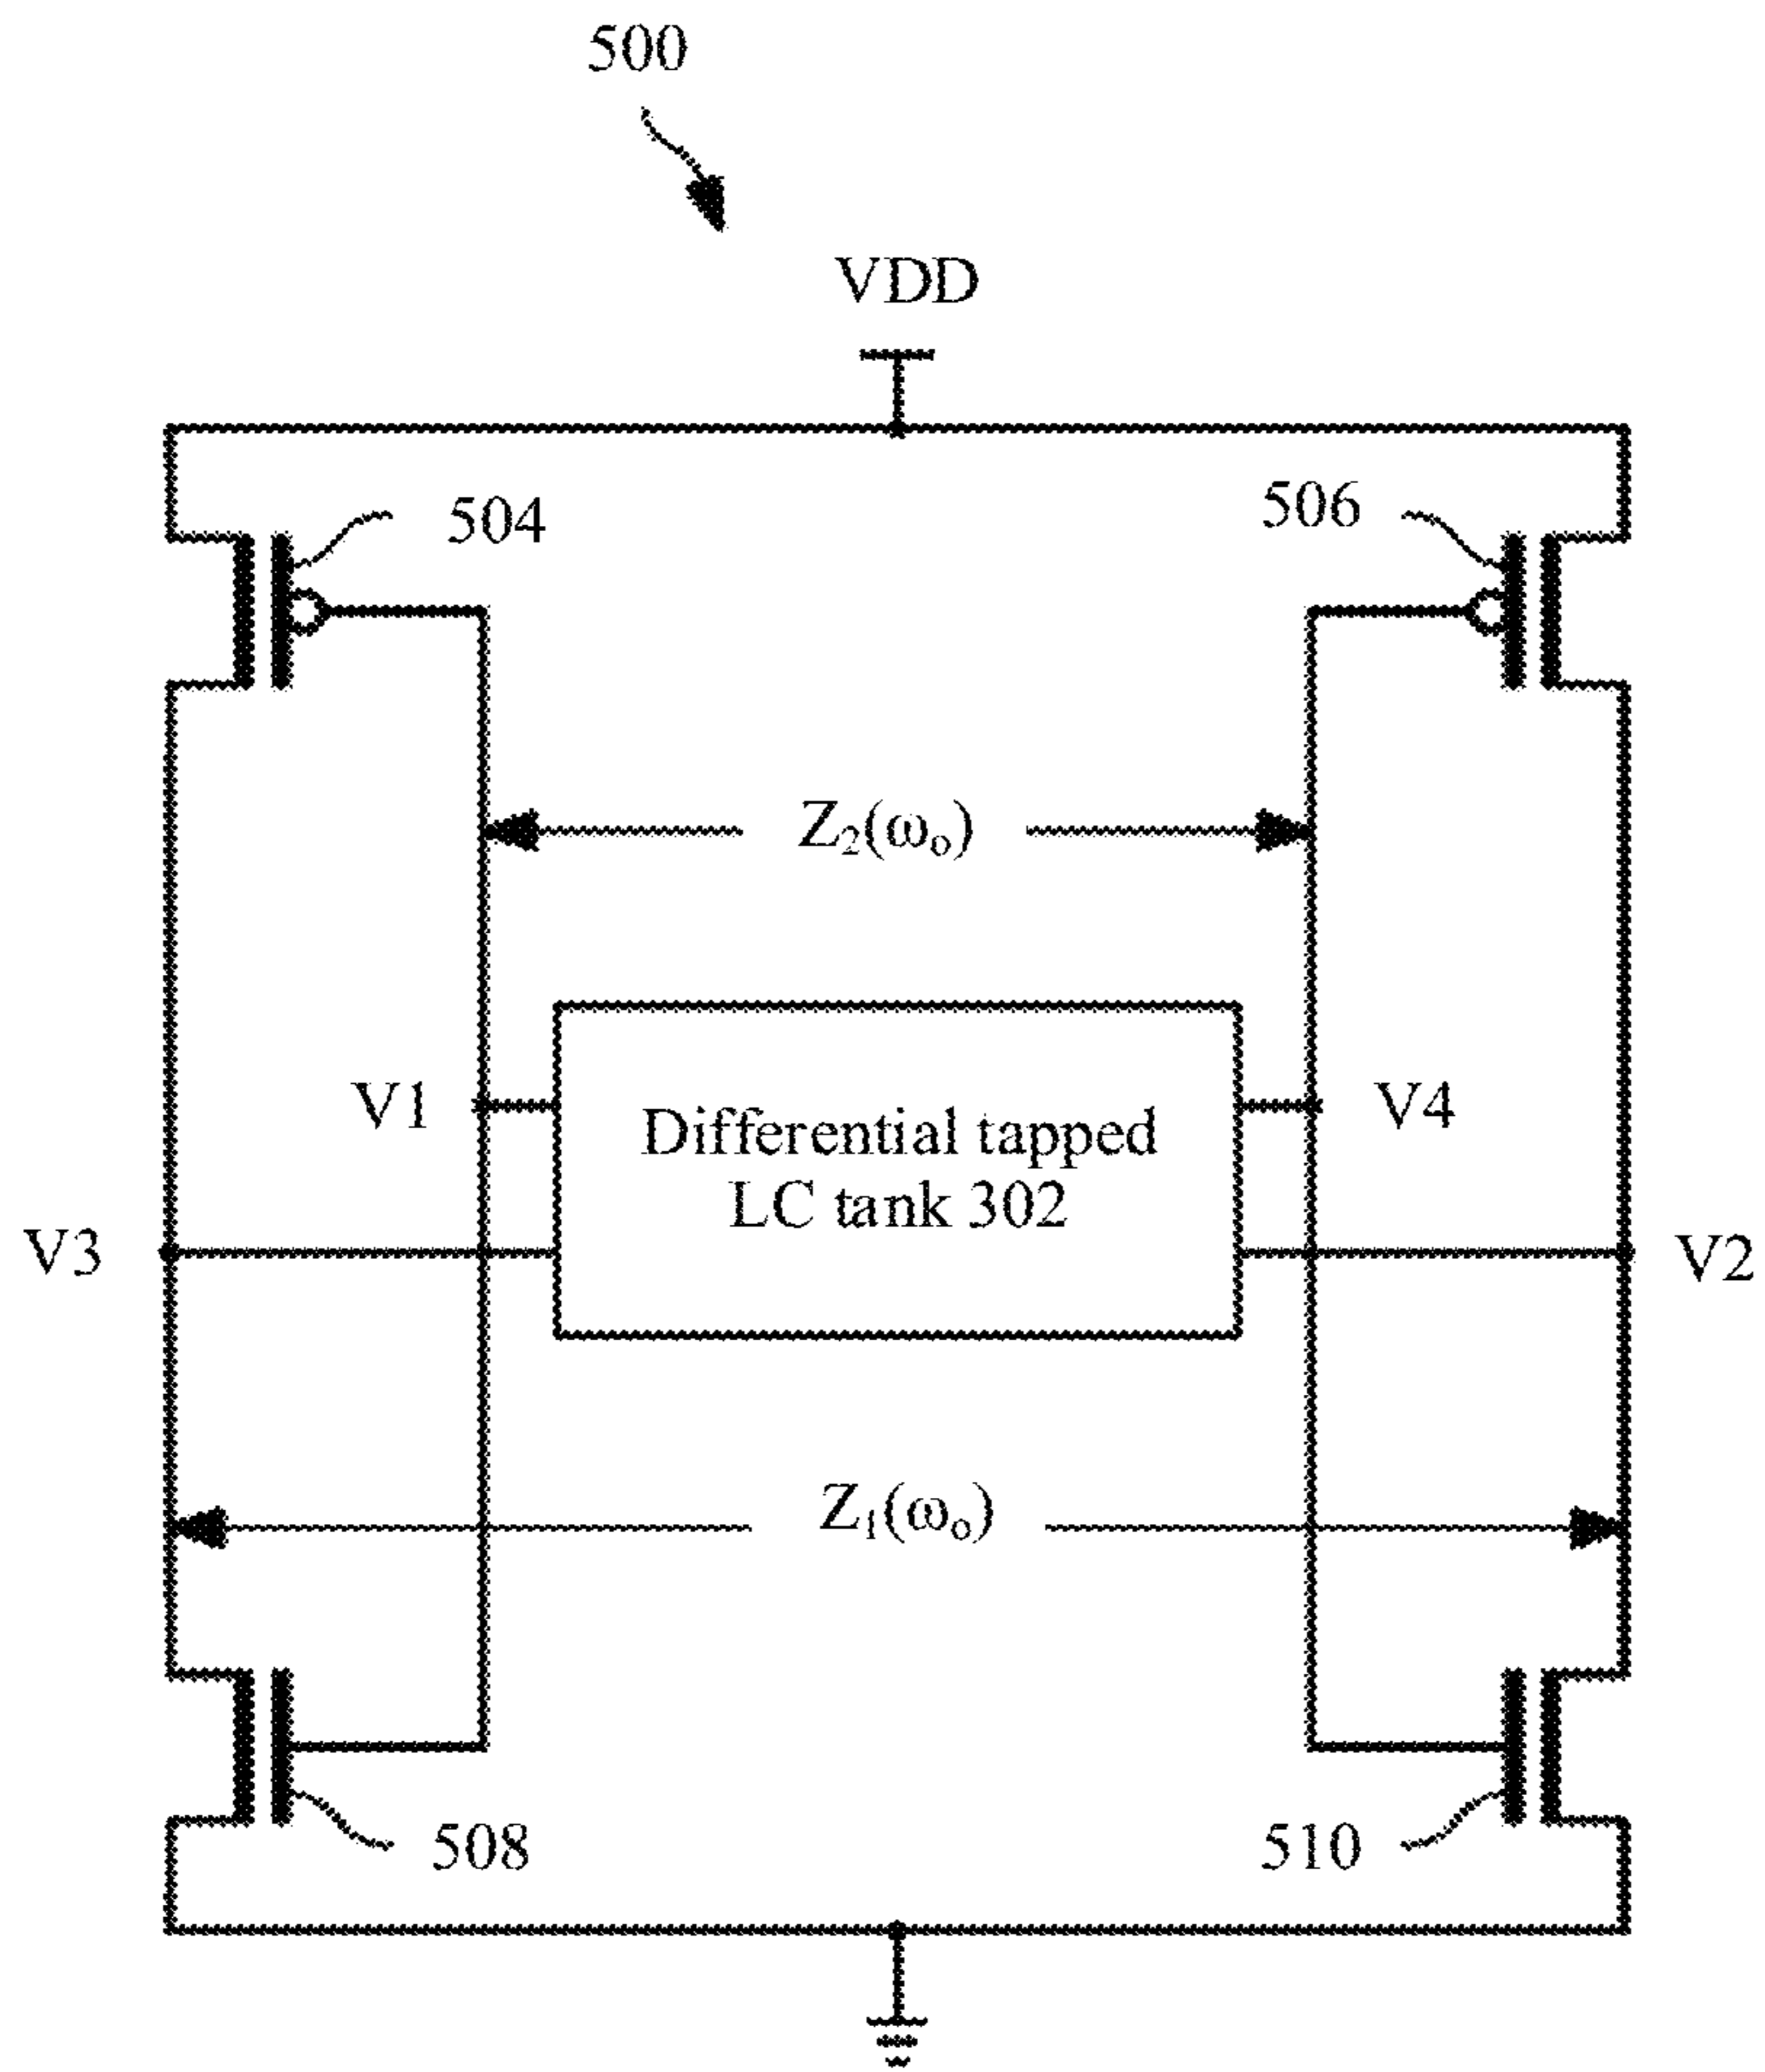 500
VDD
504
506
Z₂(ωₒ)
V1
V4
Differential tapped
LC tank 302
V3
V2
Z₁(ωₒ)
508
510